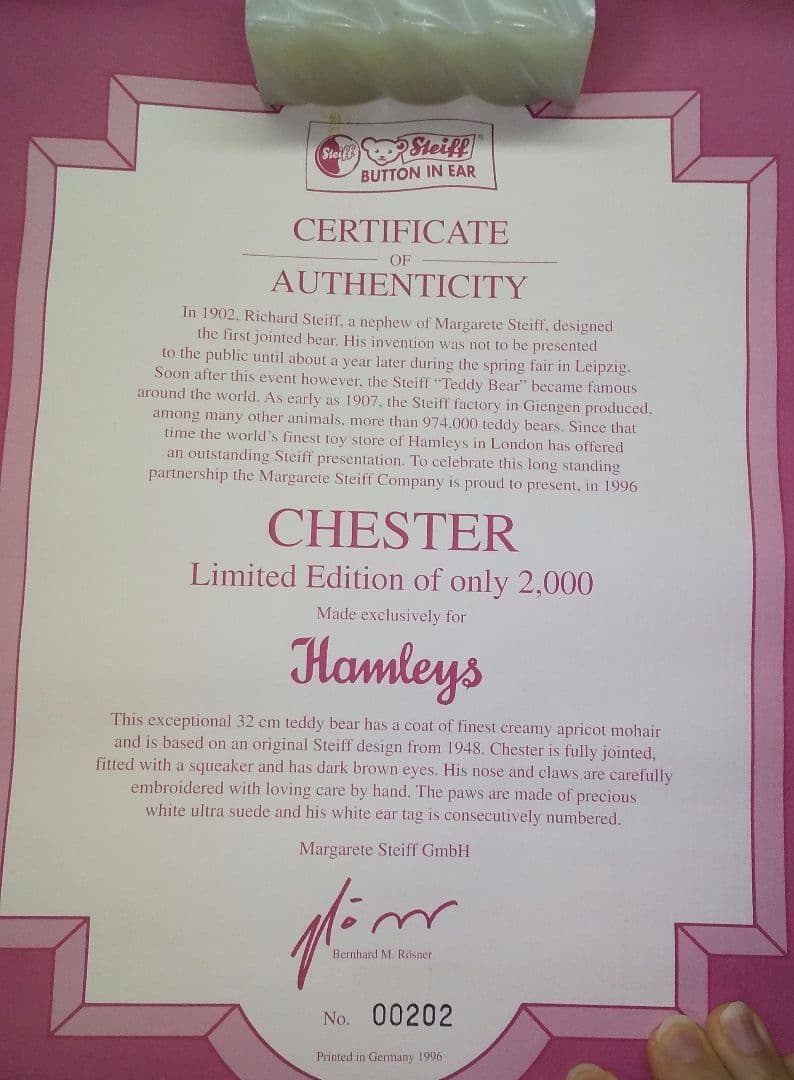 Steiff Steiff®
BUTTON IN EAR
CERTIFICATE
OF
AUTHENTICITY
In 1902, Richard Steiff, a nephew of Margarete Steiff, designed
the first jointed bear. His invention was not to be presented
to the public until about a year later during the spring fair in Leipzig.
Soon after this event however, the Steiff “Teddy Bear” became famous
around the world. As early as 1907, the Steiff factory in Giengen produced,
among many other animals, more than 974,000 teddy bears. Since that
time the world’s finest toy store of Hamleys in London has offered
an outstanding Steiff presentation. To celebrate this long standing
partnership the Margarete Steiff Company is proud to present, in 1996
CHESTER
Limited Edition of only 2,000
Made exclusively for
Hamleys
This exceptional 32 cm teddy bear has a coat of finest creamy apricot mohair
and is based on an original Steiff design from 1948. Chester is fully jointed,
fitted with a squeaker and has dark brown eyes. His nose and claws are carefully
embroidered with loving care by hand. The paws are made of precious
white ultra suede and his white ear tag is consecutively numbered.
Margarete Steiff GmbH
Bernhard M. Rösner
No. 00202
Printed in Germany 1996